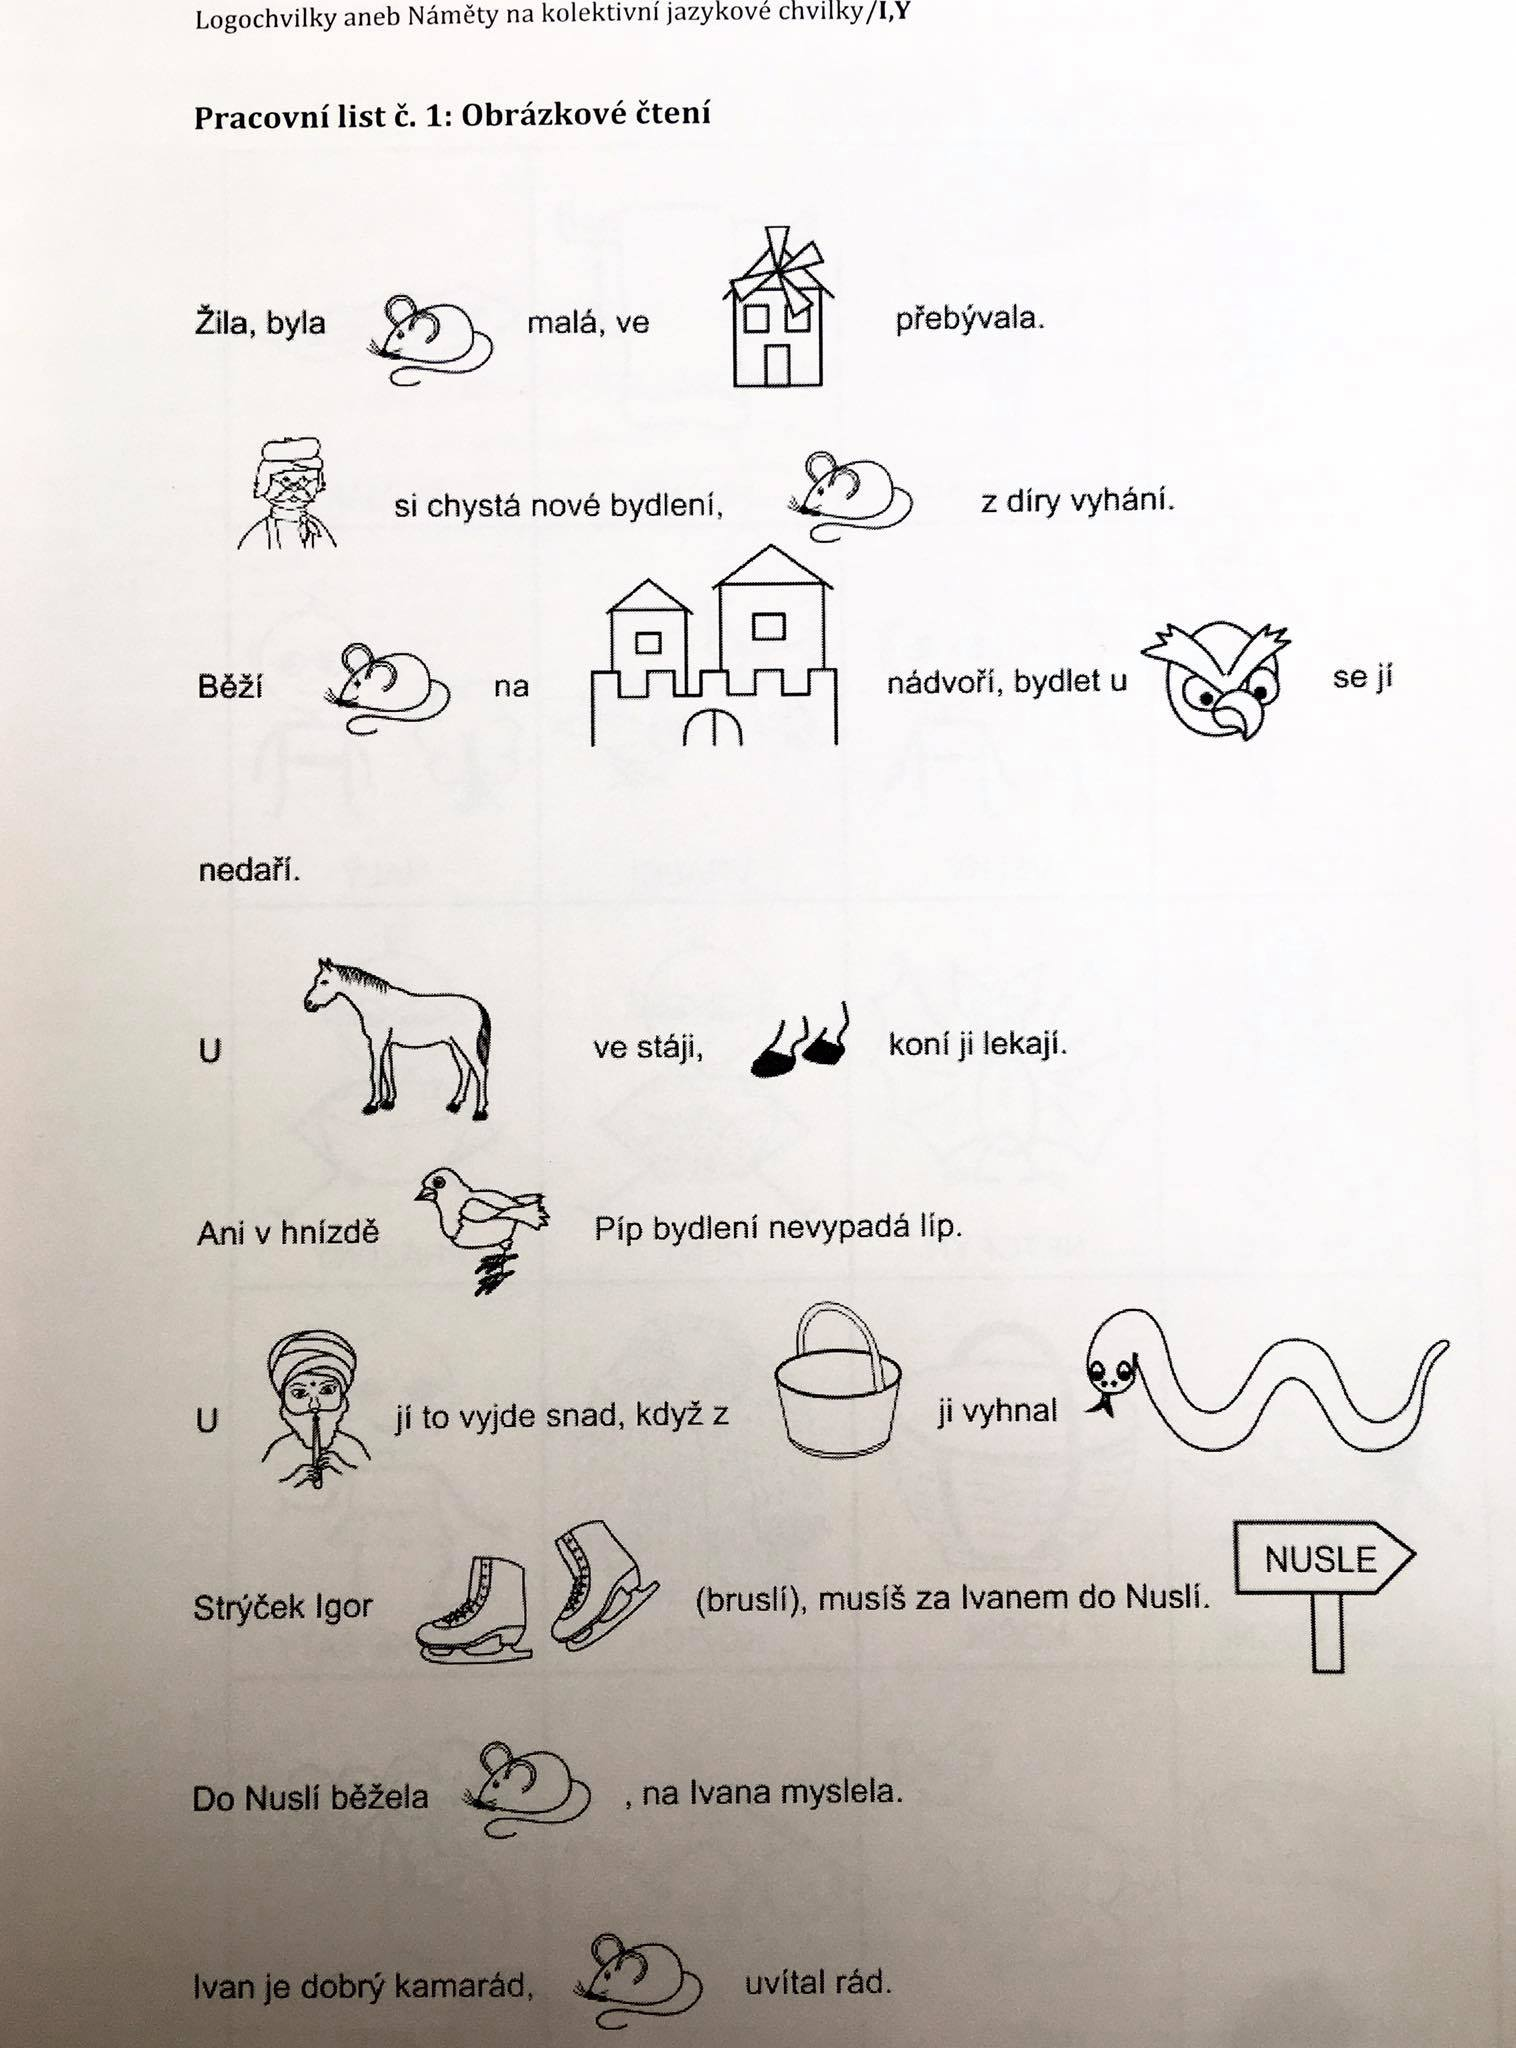 Logochvilky aneb Náměty na kolektivní jazykové chvilky/I,Y
Pracovní list č. 1: Obrázkové čtení
Žila, byla malá, ve přebývala.
si chystá nové bydlení, z díry vyhání.
Běží na nádvoří, bydlet u se jí
nedaří.
U ve stáji, koní ji lekají.
Ani v hnízdě Píp bydlení nevypadá líp.
U jí to vyjde snad, když z ji vyhnal
NUSLE
Strýček Igor (bruslí), musíš za Ivanem do Nuslí.
Do Nuslí běžela , na Ivana myslela.
Ivan je dobrý kamarád, uvítal rád.